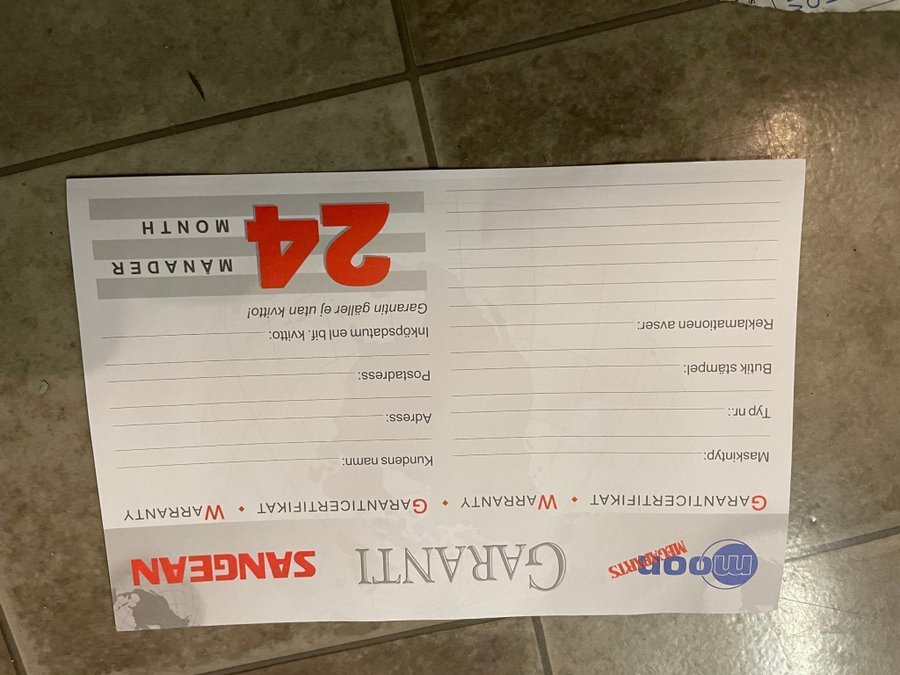 moon
MEGAPARTS
GARANTI
SANGEAN
GARANTICERTIFIKAT • WARRANTY • GARANTICERTIFIKAT • WARRANTY
Maskintyp:
Typ nr:
Butik stämpel:
Reklamationen avser:
Kundens namn:
Adress:
Postadress:
Inköpsdatum enl bif. kvitto:
Garantin gäller ej utan kvitto!
24 MÅNADER
MONTH